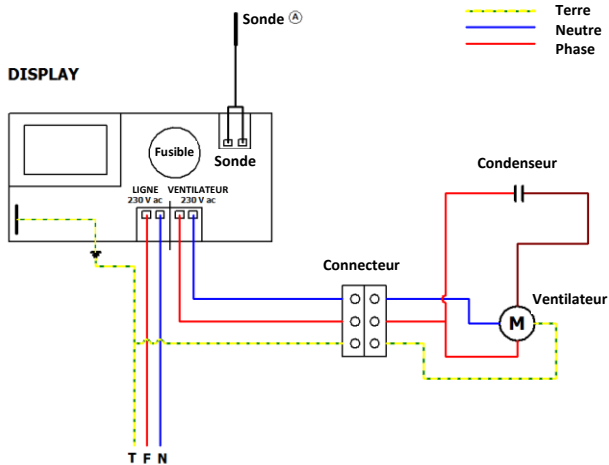 Sonde Ⓐ
Terre
Neutre
Phase
DISPLAY
Fusible
Sonde
LIGNE
230 V ac
VENTILATEUR
230 V ac
Condenseur
Connecteur
Ventilateur
M
T F N